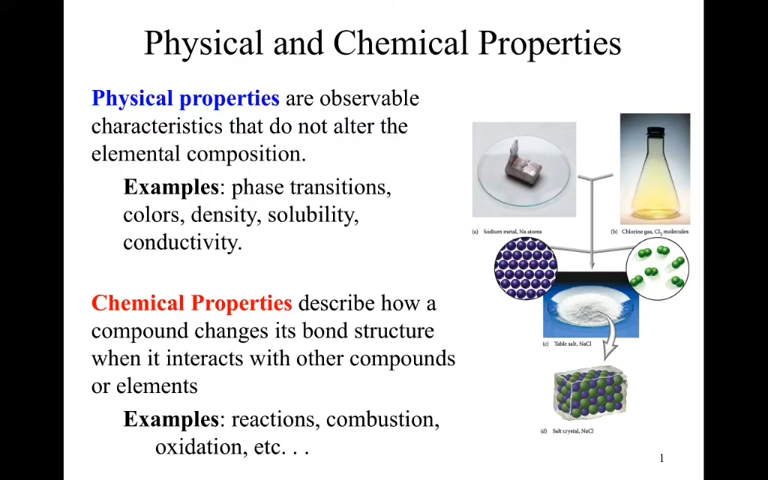 Physical and Chemical Properties
Physical properties are observable
characteristics that do not alter the
elemental composition.
Examples: phase transitions,
colors, density, solubility,
conductivity.
Chemical Properties describe how a
compound changes its bond structure
when it interacts with other compounds
or elements
Examples: reactions, combustion,
oxidation, etc. . .
(a) Sodium metal, Na atoms
(b) Chlorine gas, Cl2 molecules
(c) Table salt, NaCl
(d) Salt crystal, NaCl
1